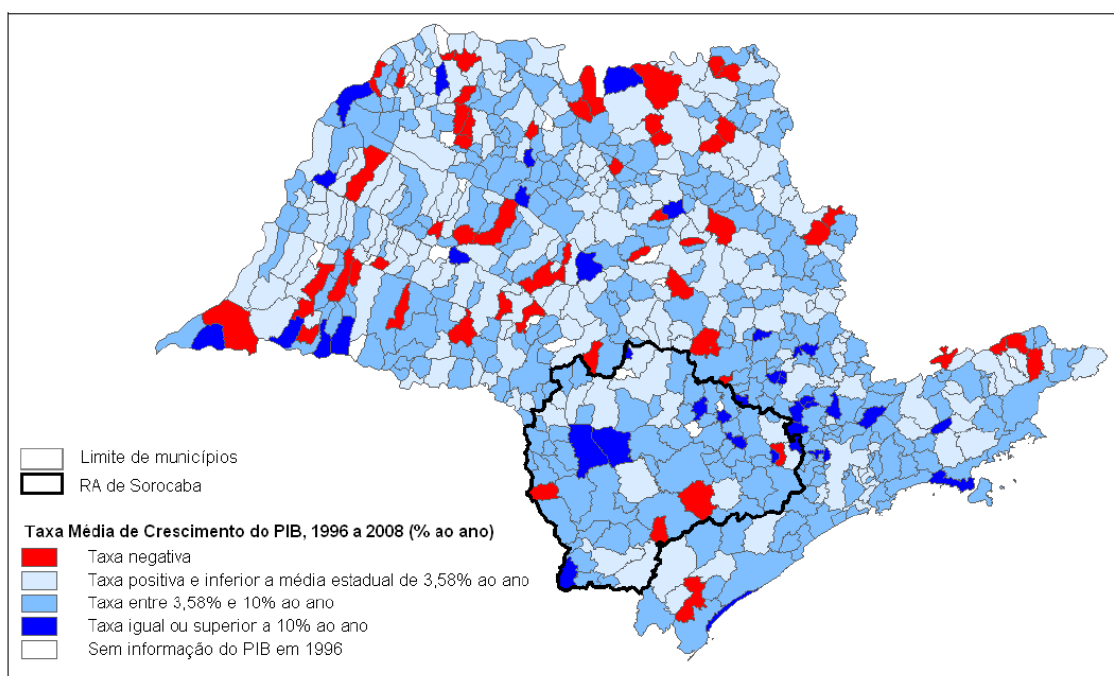 Limite de municípios
RA de Sorocaba
Taxa Média de Crescimento do PIB, 1996 a 2008 (% ao ano)
Taxa negativa
Taxa positiva e inferior a média estadual de 3,58% ao ano
Taxa entre 3,58% e 10% ao ano
Taxa igual ou superior a 10% ao ano
Sem informação do PIB em 1996